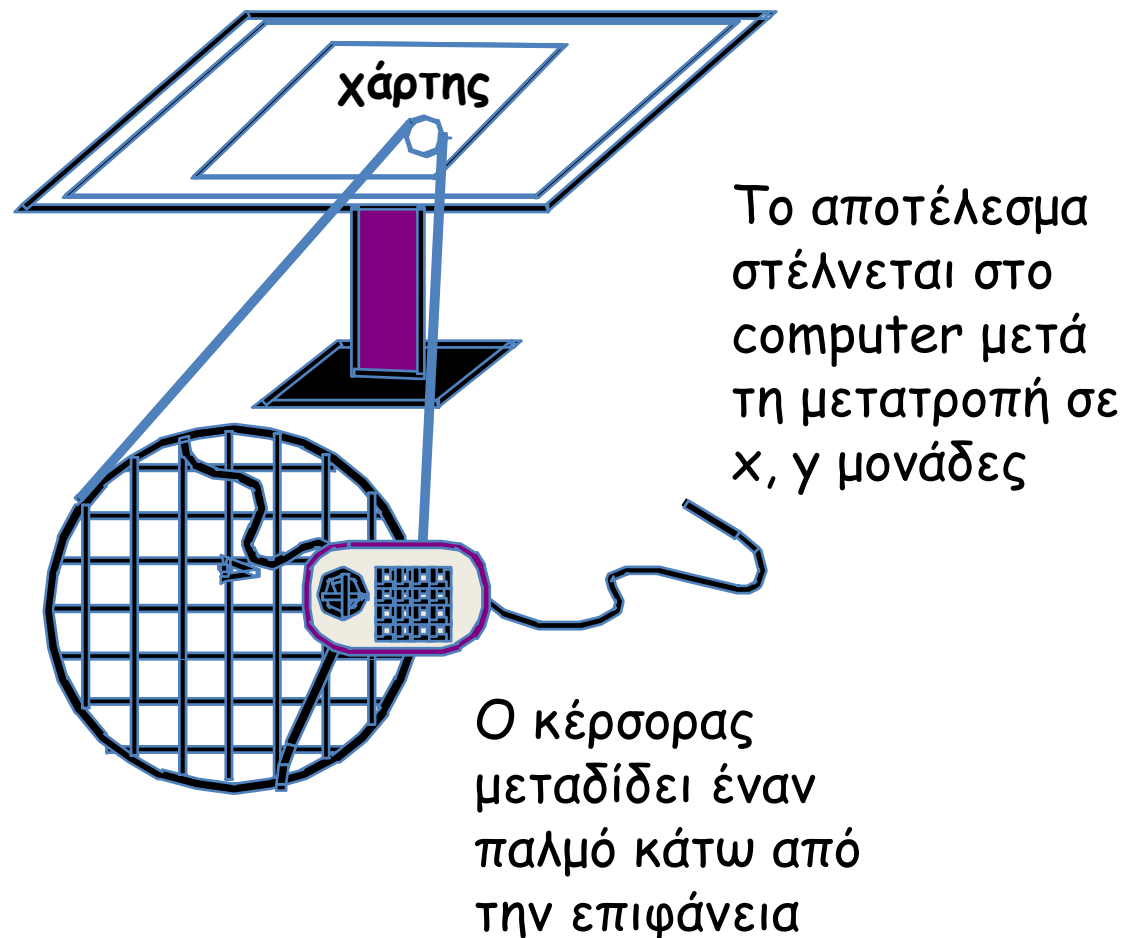 χάρτης
Το αποτέλεσμα
στέλνεται στο
computer μετά
τη μετατροπή σε
x, y μονάδες
Ο κέρσορας
μεταδίδει έναν
παλμό κάτω από
την επιφάνεια